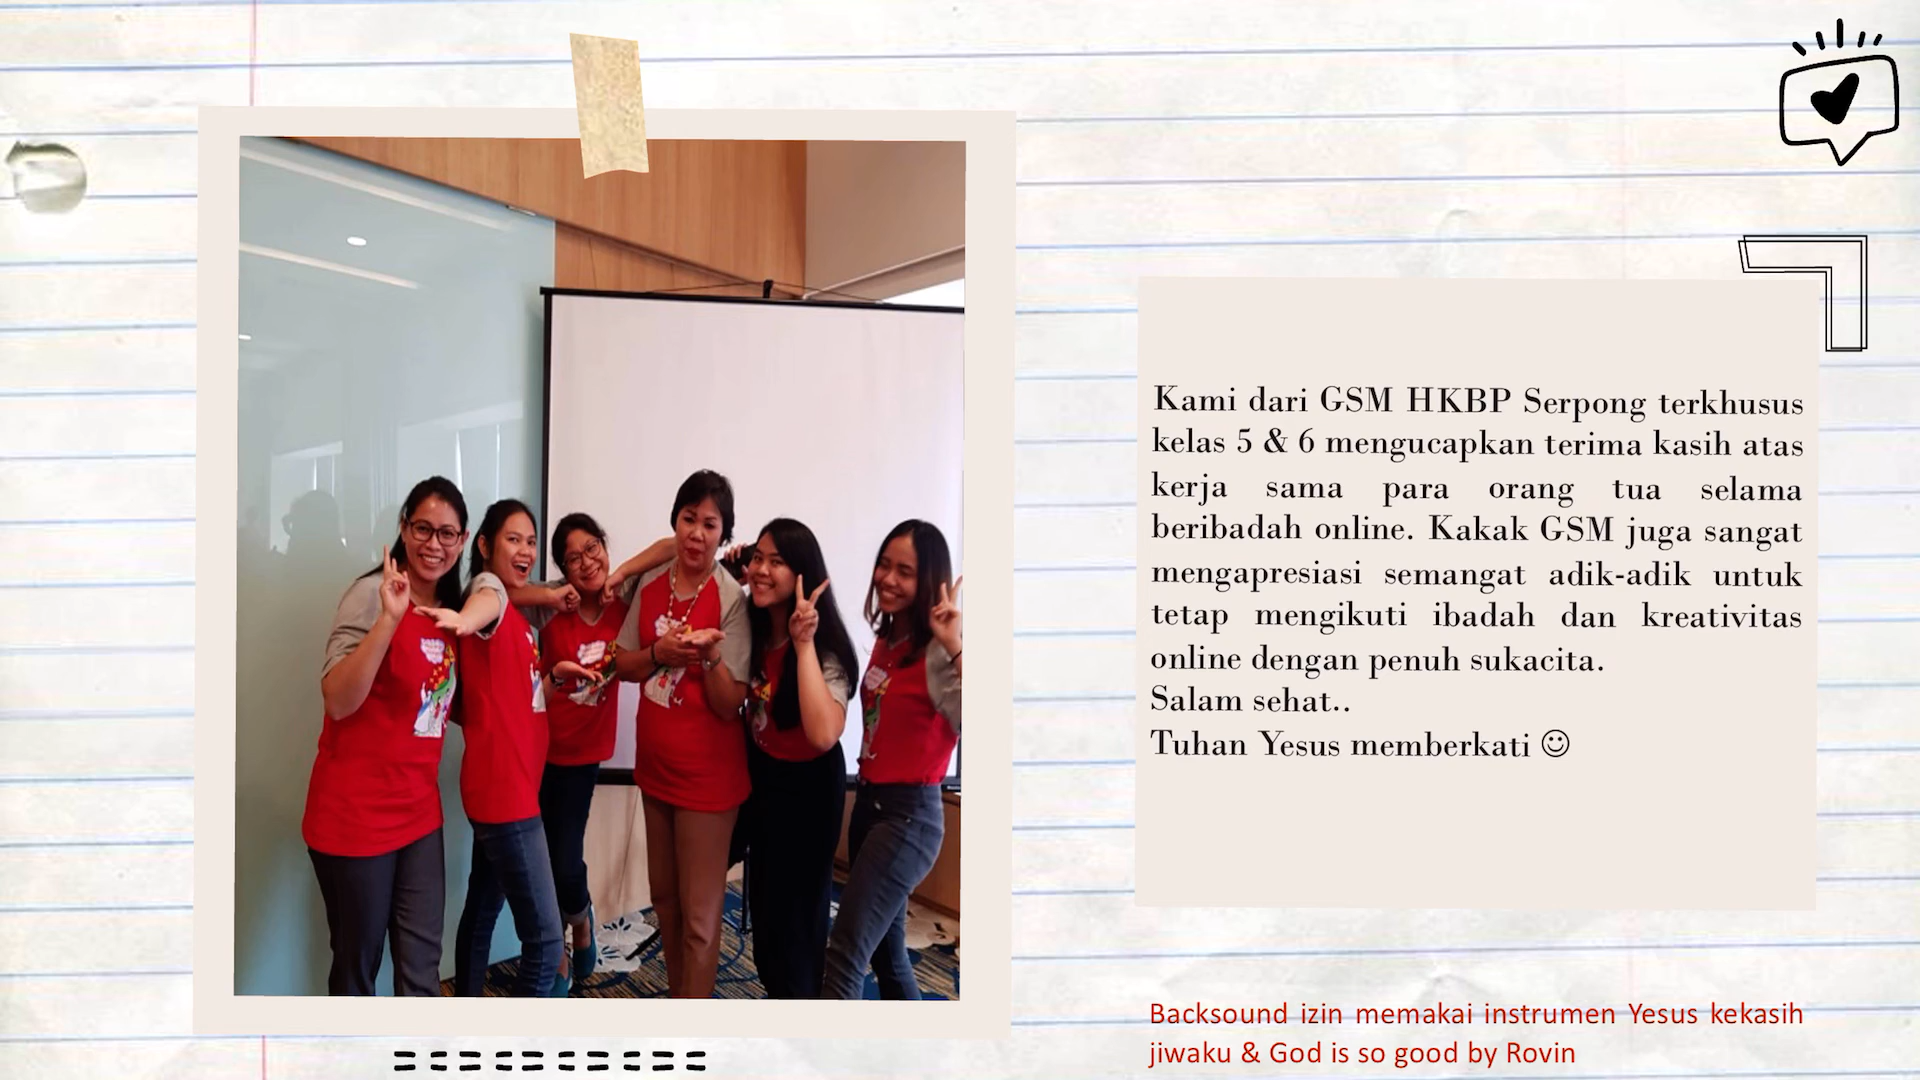 Kami dari GSM HKBP Serpong terkhusus
kelas 5 & 6 mengucapkan terima kasih atas
kerja sama para orang tua selama
beribadah online. Kakak GSM juga sangat
mengapresiasi semangat adik-adik untuk
tetap mengikuti ibadah dan kreativitas
online dengan penuh sukacita.
Salam sehat..
Tuhan Yesus memberkati ☺
Backsound izin memakai instrumen Yesus kekasih
jiwaku & God is so good by Rovin